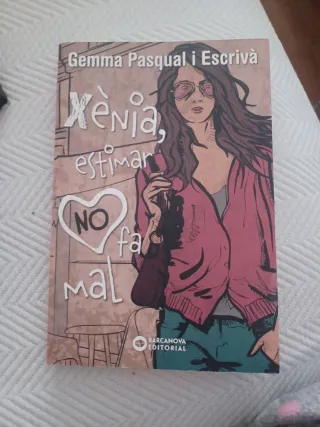 Gemma Pasqual i Escrivà
Xènia,
estimar
NO
fa
mal
BARCANOVA
EDITORIAL